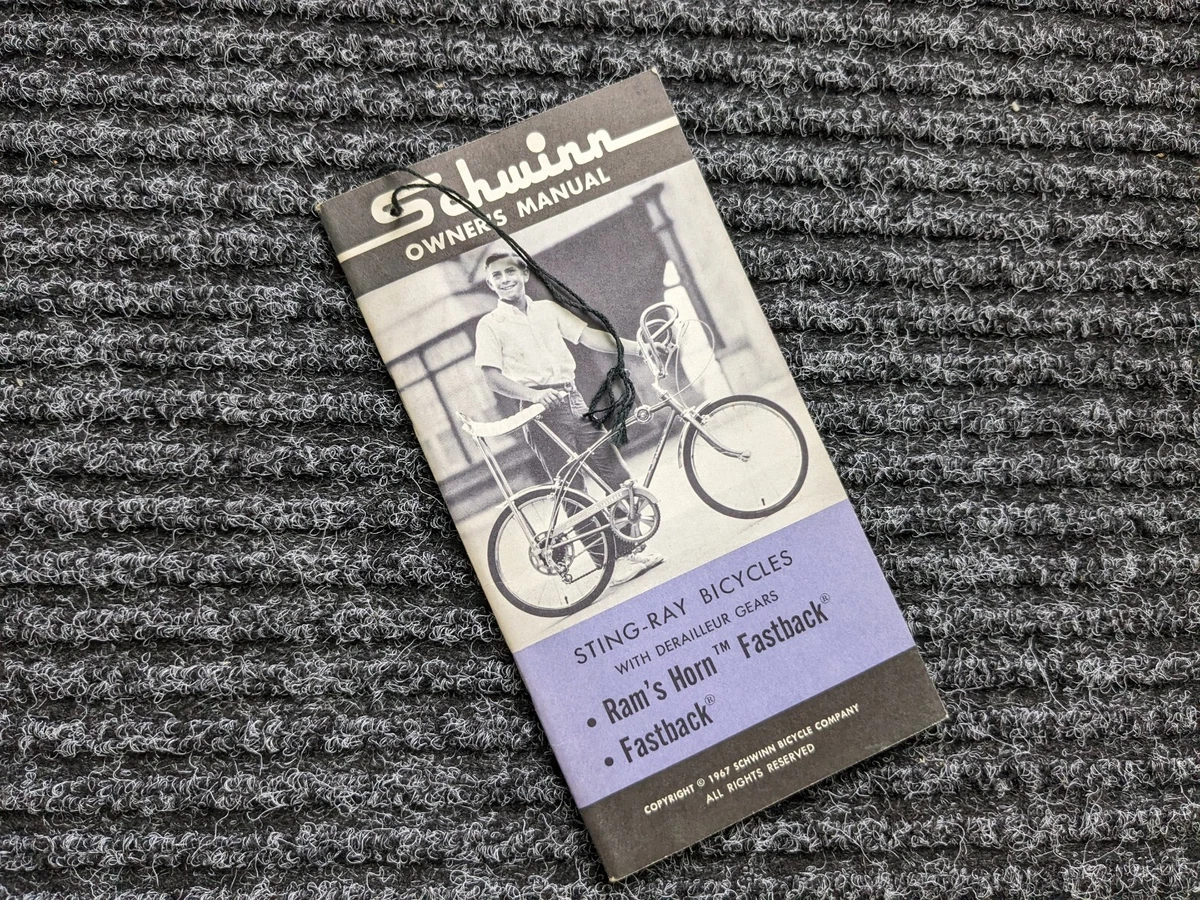 Schwinn
OWNER'S MANUAL
STING-RAY BICYCLES
WITH DERAILLEUR GEARS
• Ram's Horn™ Fastback®
• Fastback®
COPYRIGHT © 1967 SCHWINN BICYCLE COMPANY
ALL RIGHTS RESERVED